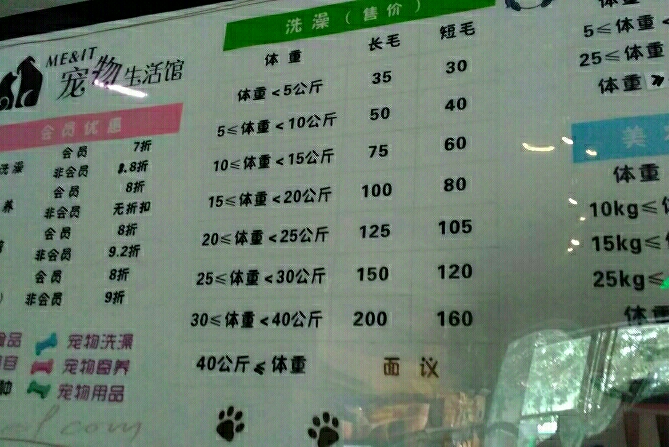 ME&IT
宠物生活馆
会员优惠
洗澡 会员 7折
非会员 8.8折
会员 8折
养 非会员 无折扣
会员 8折
非会员 9.2折
会员 8折
非会员 9折
食品 宠物洗澡
宠物寄养
宠物用品
洗澡(售价)
体重 长毛 短毛
体重<5公斤 35 30
5≤体重<10公斤 50 40
10≤体重<15公斤 75 60
15≤体重<20公斤 100 80
20≤体重<25公斤 125 105
25≤体重<30公斤 150 120
30≤体重<40公斤 200 160
40公斤≤体重 面议
体重
5≤体重
25≤体重
体重
美
体重
10kg≤
15kg≤
25kg≤
体重